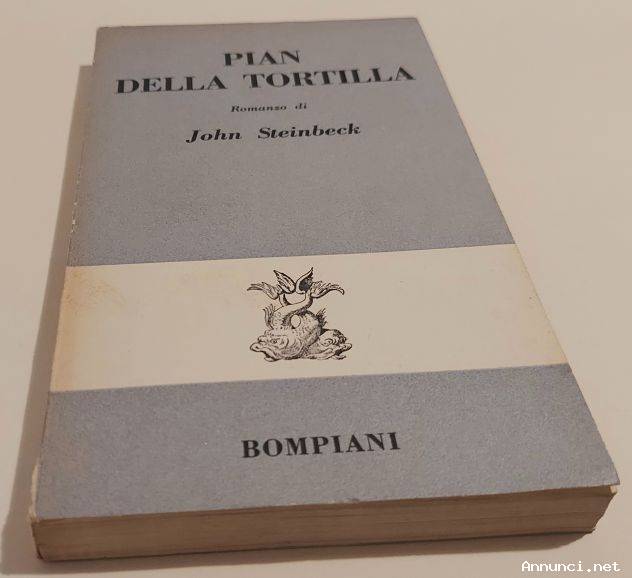 PIAN
DELLA TORTILLA
Romanzo di
John Steinbeck
BOMPIANI
Annunci.net